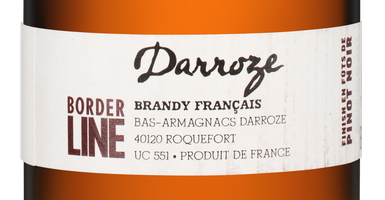 Darroze
BORDER
LINE
BRANDY FRANÇAIS
BAS-ARMAGNACS DARROZE
40120 ROQUEFORT
UC 551 • PRODUIT DE FRANCE
FINISH EN FÛTS DE
PINOT NOIR